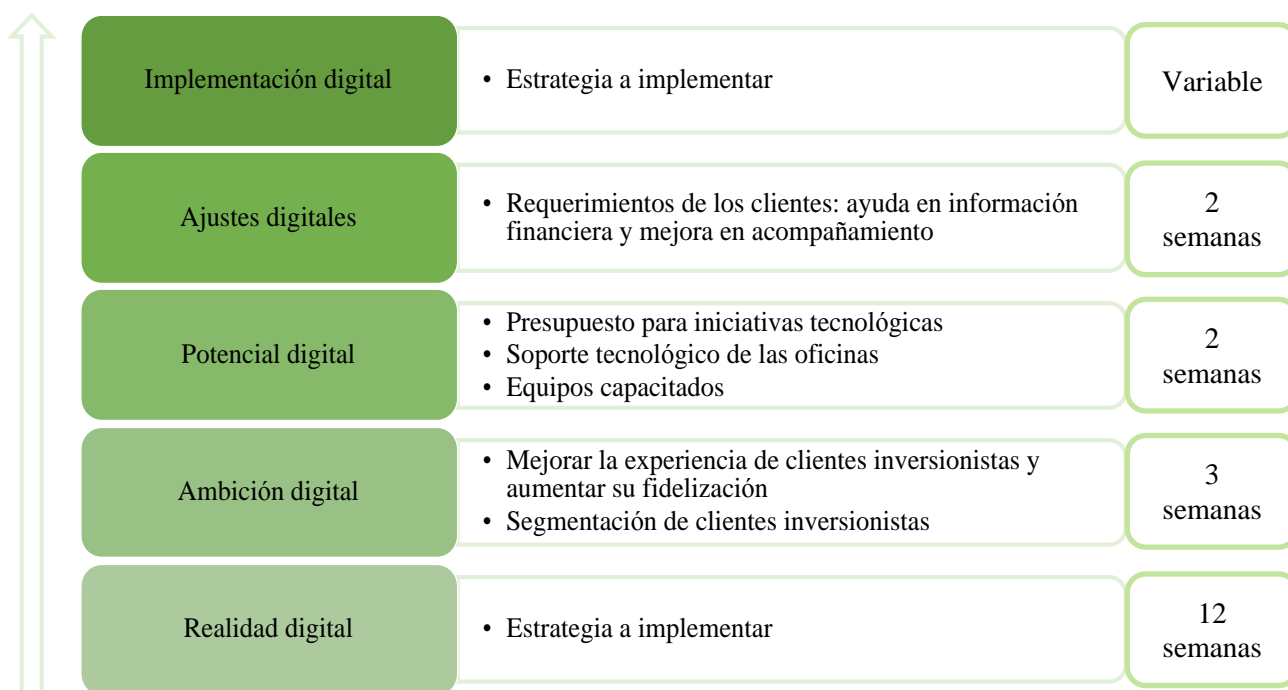 Implementación digital
• Estrategia a implementar
Variable
Ajustes digitales
• Requerimientos de los clientes: ayuda en información
financiera y mejora en acompañamiento
2
semanas
Potencial digital
• Presupuesto para iniciativas tecnológicas
• Soporte tecnológico de las oficinas
• Equipos capacitados
2
semanas
Ambición digital
• Mejorar la experiencia de clientes inversionistas y
aumentar su fidelización
• Segmentación de clientes inversionistas
3
semanas
Realidad digital
• Estrategia a implementar
12
semanas